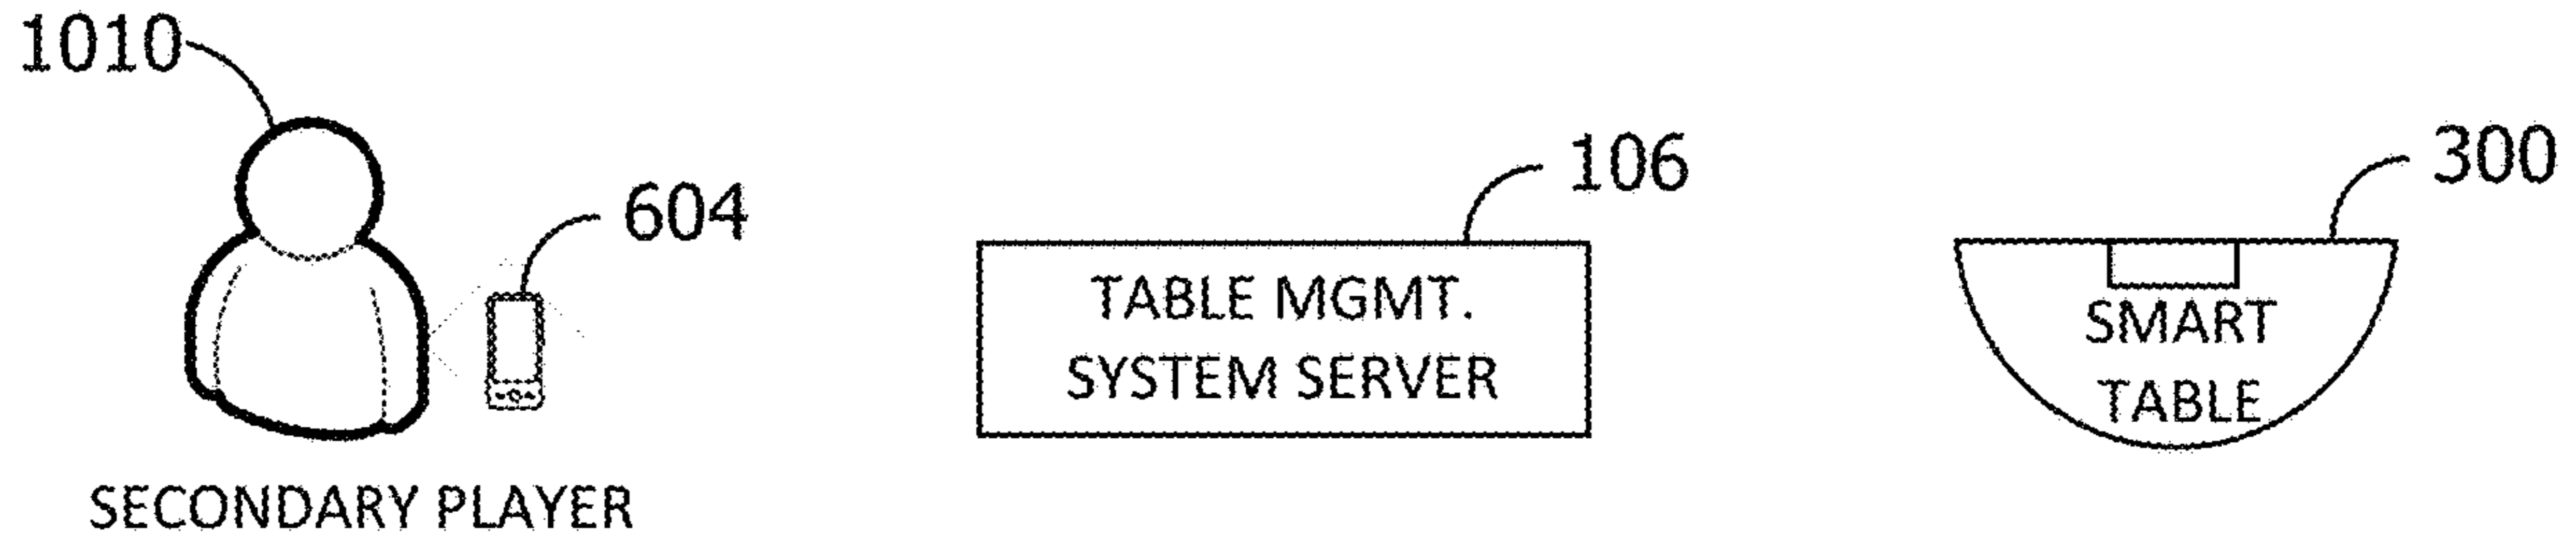 1010
604
106
300
TABLE MGMT.
SYSTEM SERVER
SMART
TABLE
SECONDARY PLAYER